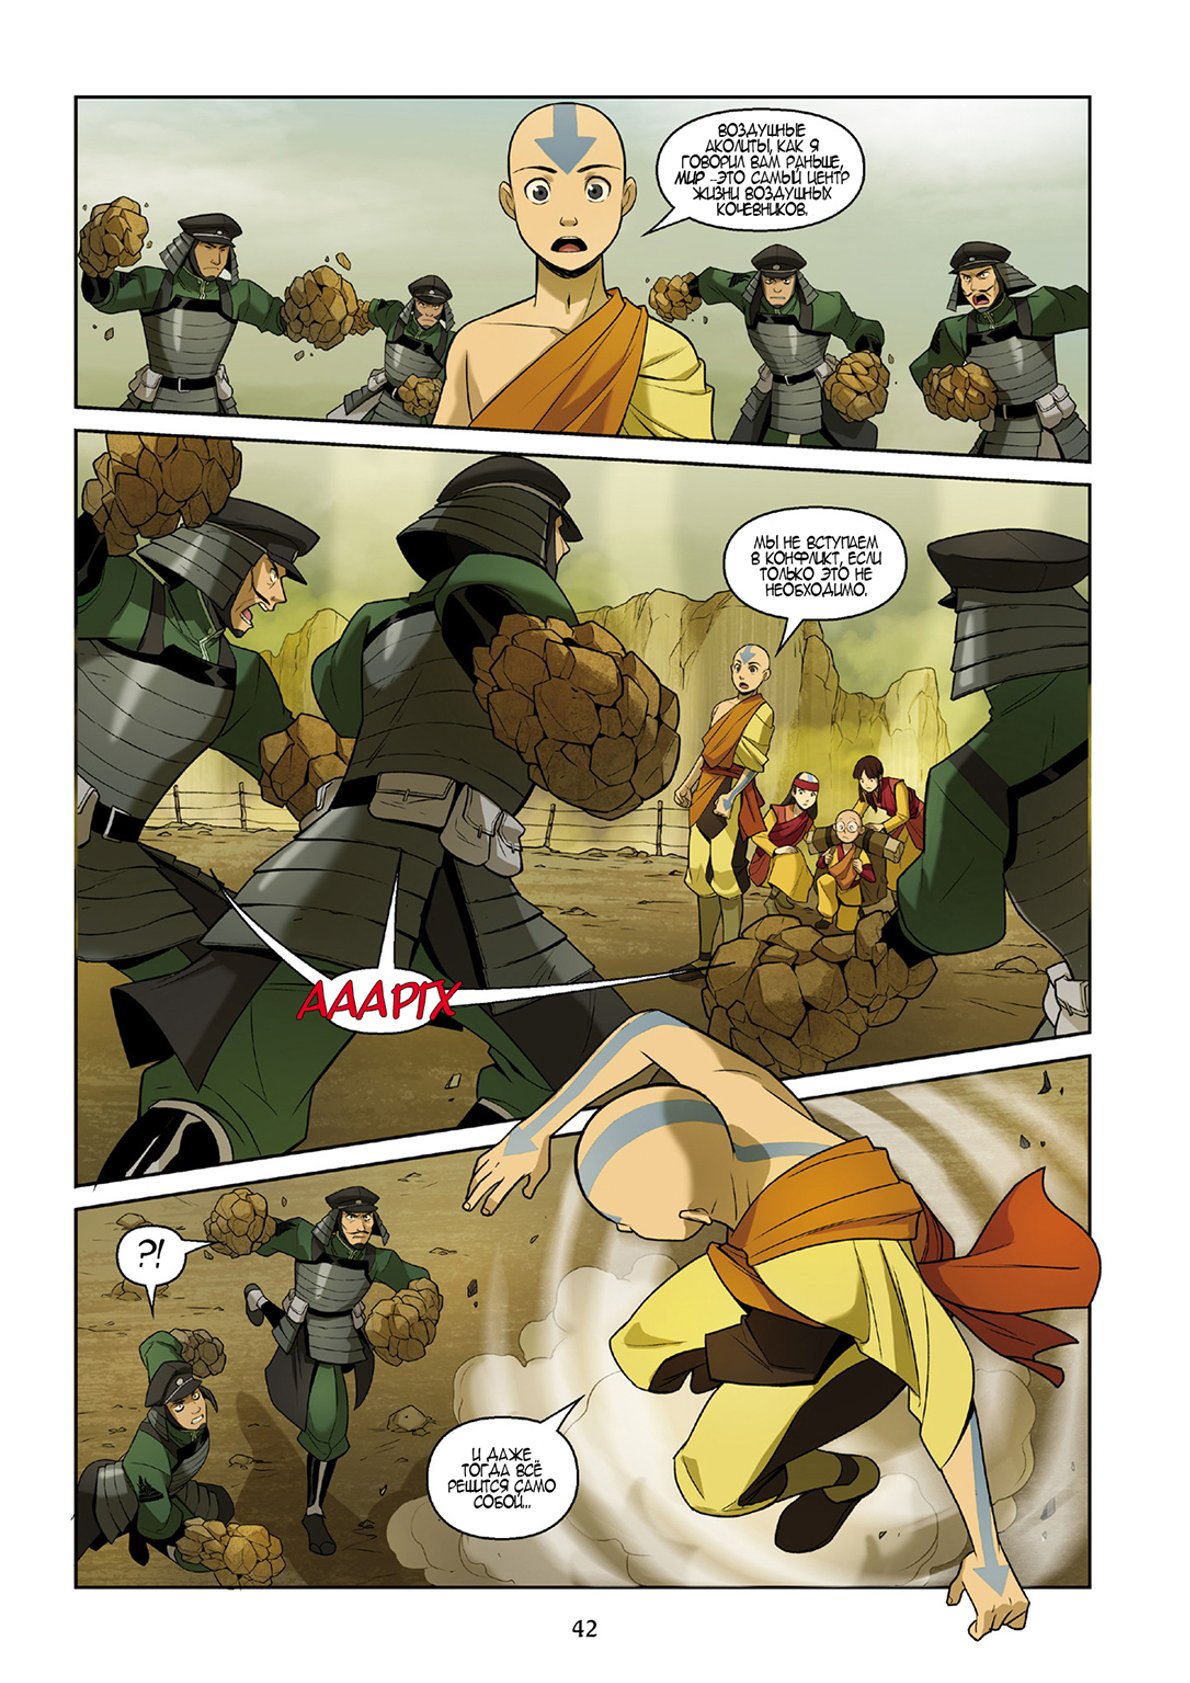 ВОЗДУШНЫЕ
АКОЛИТЫ, КАК Я
ГОВОРИЛ ВАМ РАНЬШЕ,
МИР --ЭТО САМЫЙ ЦЕНТР
ЖИЗНИ ВОЗДУШНЫХ
КОЧЕВНИКОВ.
МЫ НЕ ВСТУПАЕМ
В КОНФЛИКТ, ЕСЛИ
ТОЛЬКО ЭТО НЕ
НЕОБХОДИМО.
АААРГХ
?!
И ДАЖЕ
ТОГДА ВСЁ
РЕШИТСЯ САМО
СОБОЙ...
42